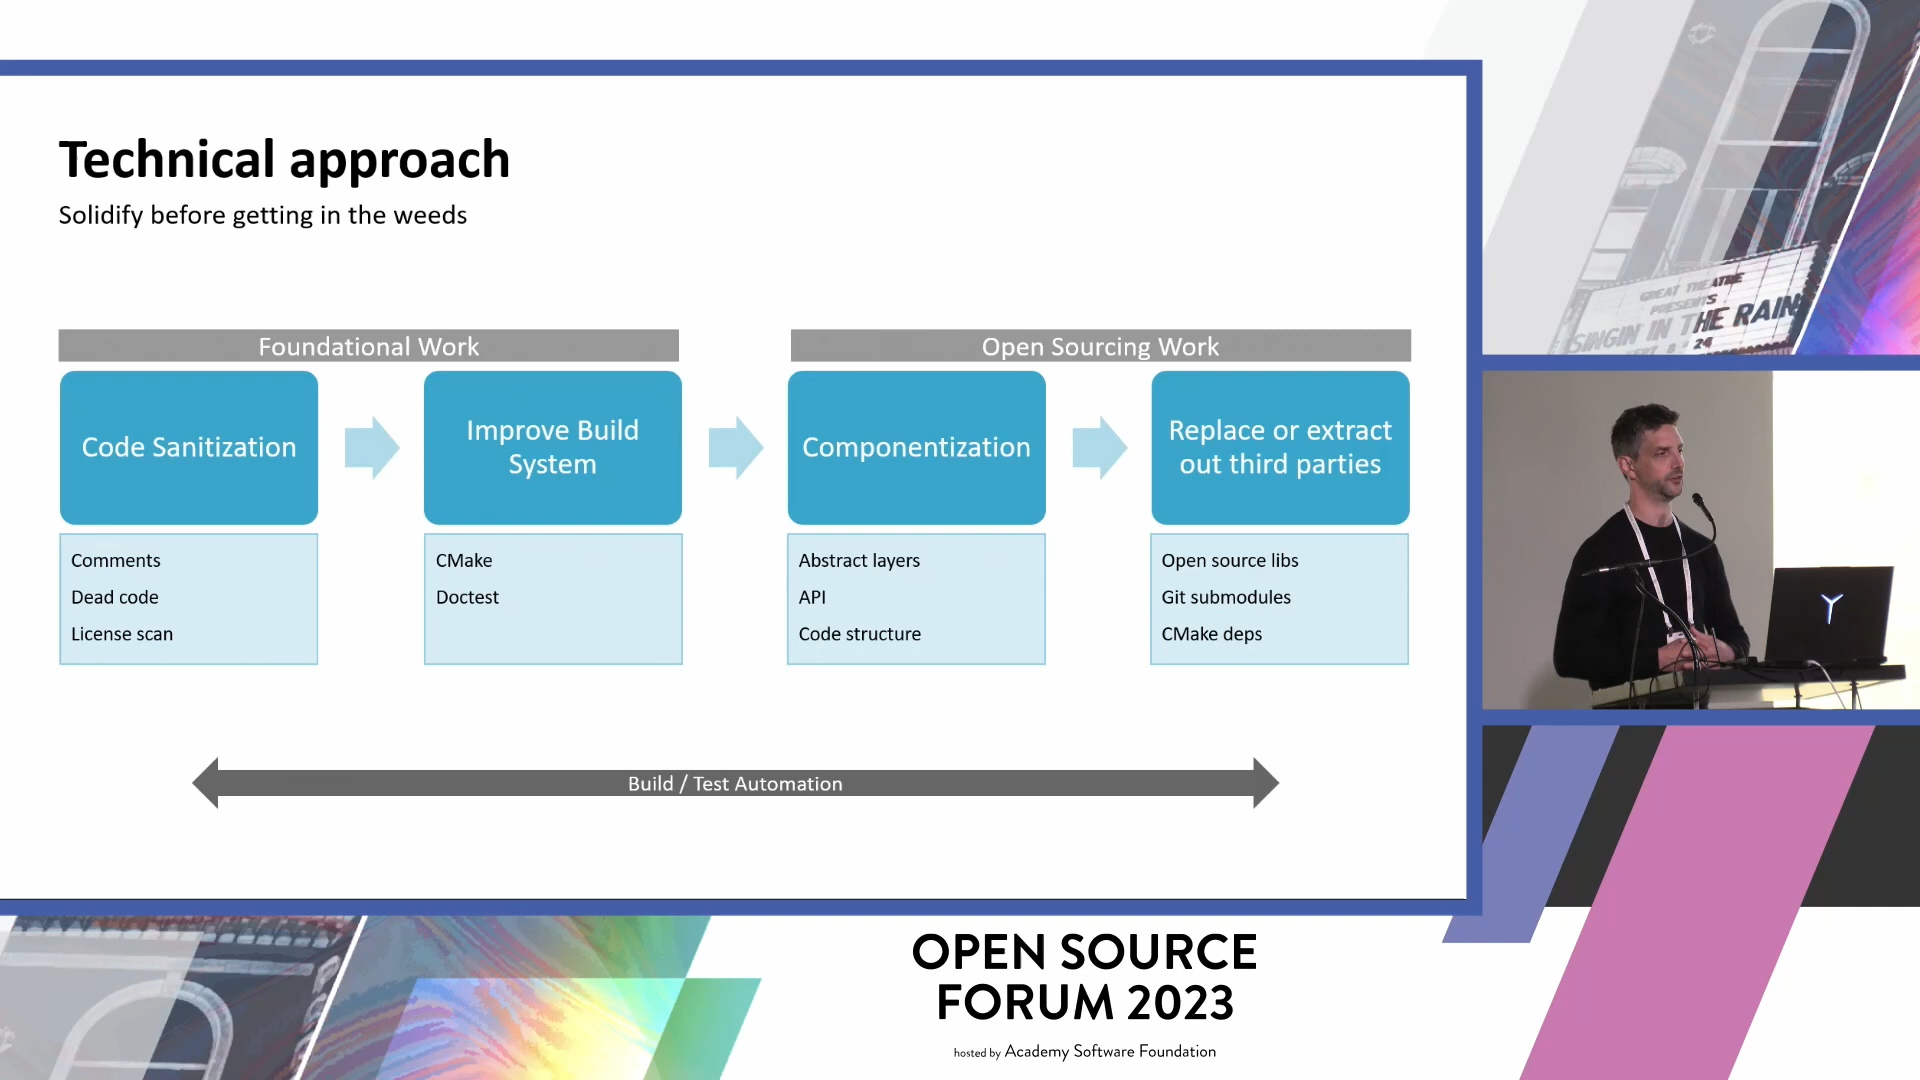 Technical approach
Solidify before getting in the weeds
Foundational Work
Open Sourcing Work
Code Sanitization
Improve Build
System
Componentization
Replace or extract
out third parties
Comments
Dead code
License scan
CMake
Doctest
Abstract layers
API
Code structure
Open source libs
Git submodules
CMake deps
Build / Test Automation
GREAT THEATRE
PRESENTS
SINGIN' IN THE RAIN
OPEN SOURCE
FORUM 2023
hosted by Academy Software Foundation